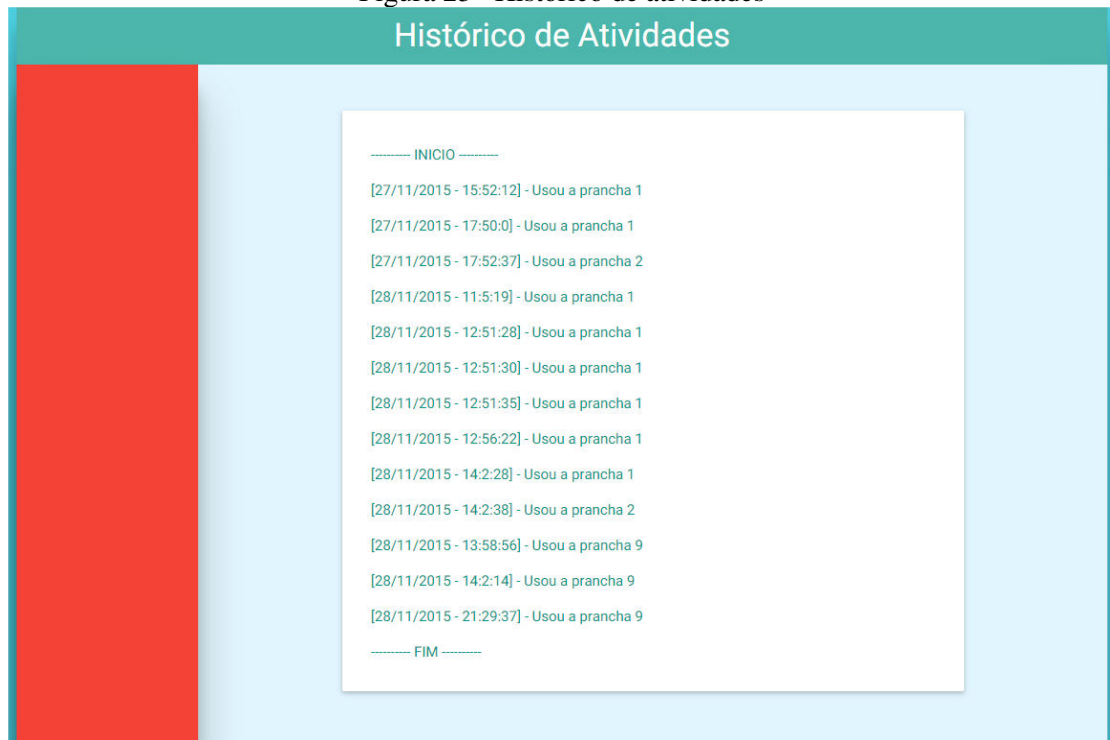 Figura 23 - Histórico de atividades
Histórico de Atividades
---------- INICIO ----------
[27/11/2015 - 15:52:12] - Usou a prancha 1
[27/11/2015 - 17:50:0] - Usou a prancha 1
[27/11/2015 - 17:52:37] - Usou a prancha 2
[28/11/2015 - 11:5:19] - Usou a prancha 1
[28/11/2015 - 12:51:28] - Usou a prancha 1
[28/11/2015 - 12:51:30] - Usou a prancha 1
[28/11/2015 - 12:51:35] - Usou a prancha 1
[28/11/2015 - 12:56:22] - Usou a prancha 1
[28/11/2015 - 14:2:28] - Usou a prancha 1
[28/11/2015 - 14:2:38] - Usou a prancha 2
[28/11/2015 - 13:58:56] - Usou a prancha 9
[28/11/2015 - 14:2:14] - Usou a prancha 9
[28/11/2015 - 21:29:37] - Usou a prancha 9
---------- FIM ----------